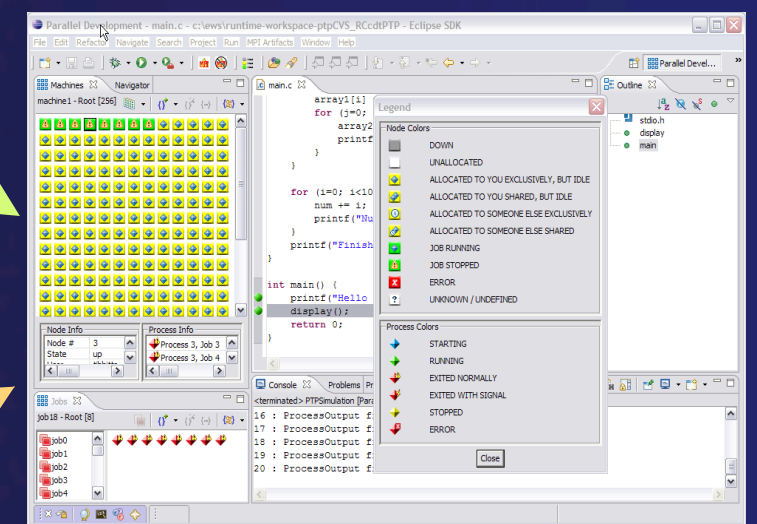 Parallel Development - main.c - c:\ews\runtime-workspace-ptpCVS_RCcdtPTP - Eclipse SDK
File Edit Refactor Navigate Search Project Run MPI Artifacts Window Help
Parallel Devel... »
Machines Navigator
machine1 - Root [256]
Node Info
Node # 3
State up
Process Info
Process 3, Job 3
Process 3, Job 4
Jobs
job18 - Root [8]
job0
job1
job2
job3
job4
main.c
array1[i]
for (j=0;
array2
printf
}
}
for (i=0; i<10
num += i;
printf("Nu
}
printf("Finish
}
int main() {
printf("Hello
display();
return 0;
}
Legend
Node Colors
DOWN
UNALLOCATED
ALLOCATED TO YOU EXCLUSIVELY, BUT IDLE
ALLOCATED TO YOU SHARED, BUT IDLE
ALLOCATED TO SOMEONE ELSE EXCLUSIVELY
ALLOCATED TO SOMEONE ELSE SHARED
JOB RUNNING
JOB STOPPED
ERROR
UNKNOWN / UNDEFINED
Process Colors
STARTING
RUNNING
EXITED NORMALLY
EXITED WITH SIGNAL
STOPPED
ERROR
Close
Outline
stdio.h
display
main
Console Problems Pr
<terminated> PTPSimulation [Para
16 : ProcessOutput f
17 : ProcessOutput f
18 : ProcessOutput f
19 : ProcessOutput f
20 : ProcessOutput f